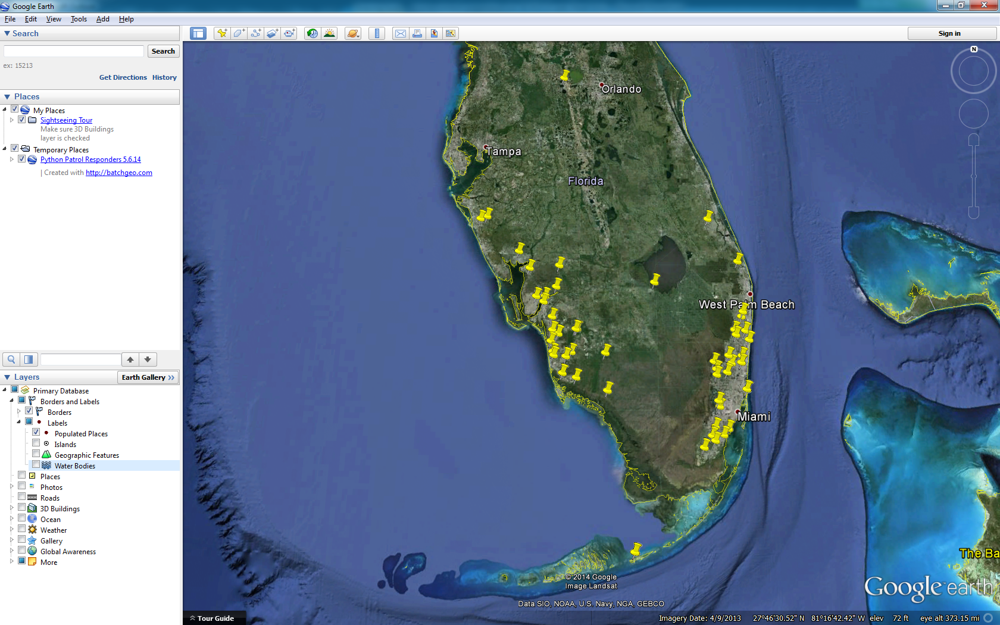 Google Earth
File Edit View Tools Add Help
Search
Sign in
Search
ex: 15213
Get Directions History
Places
My Places
Sightseeing Tour
Make sure 3D Buildings
layer is checked
Temporary Places
Python Patrol Responders 5.6.14
| Created with http://batchgeo.com
Layers
Earth Gallery »
Primary Database
Borders and Labels
Borders
Labels
Populated Places
Islands
Geographic Features
Water Bodies
Places
Photos
Roads
3D Buildings
Ocean
Weather
Gallery
Global Awareness
More
N
Orlando
Tampa
Florida
West Palm Beach
Miami
The Ba
© 2014 Google
Image Landsat
Data SIO, NOAA, U.S. Navy, NGA, GEBCO
Google earth
Tour Guide
Imagery Date: 4/9/2013 27°46'30.52" N 81°16'42.42" W elev 72 ft eye alt 373.15 mi